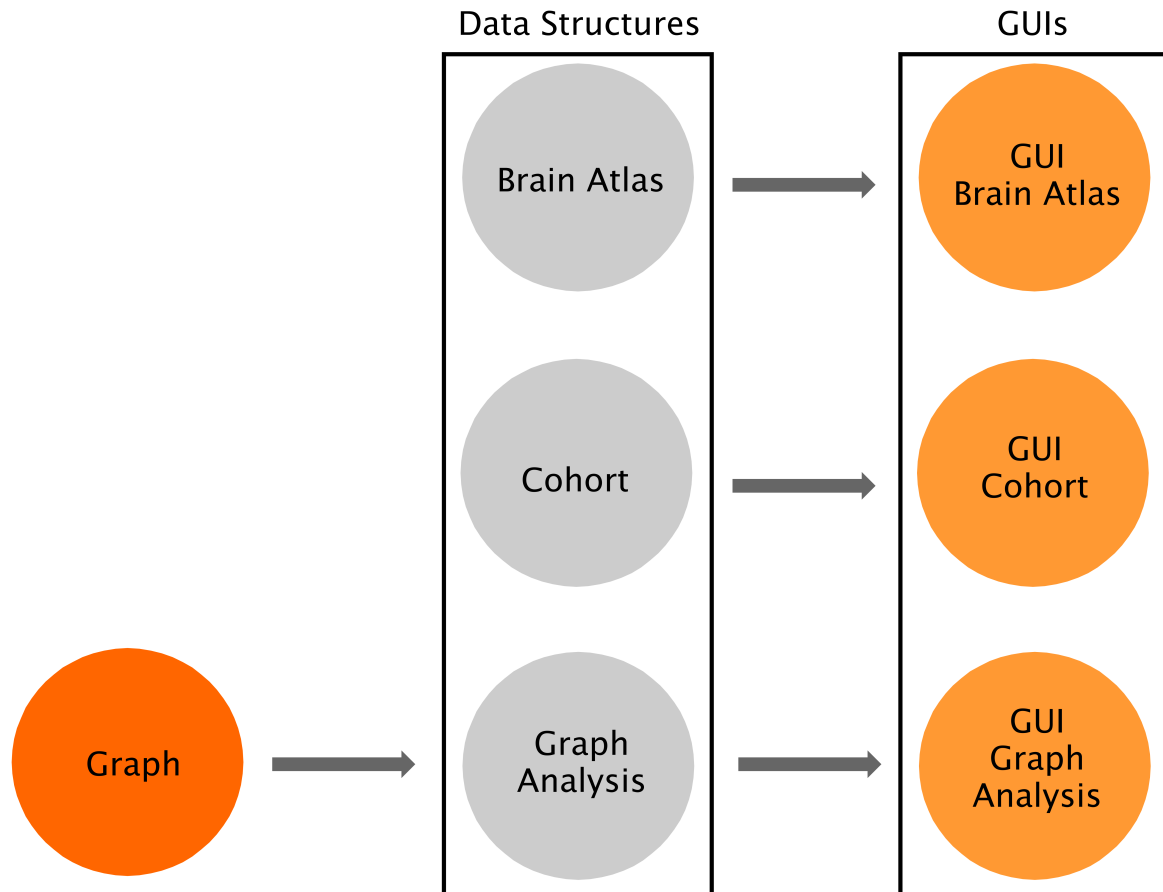 Data Structures
GUIs
Brain Atlas
GUI
Brain Atlas
Cohort
GUI
Cohort
Graph
Graph
Analysis
GUI
Graph
Analysis